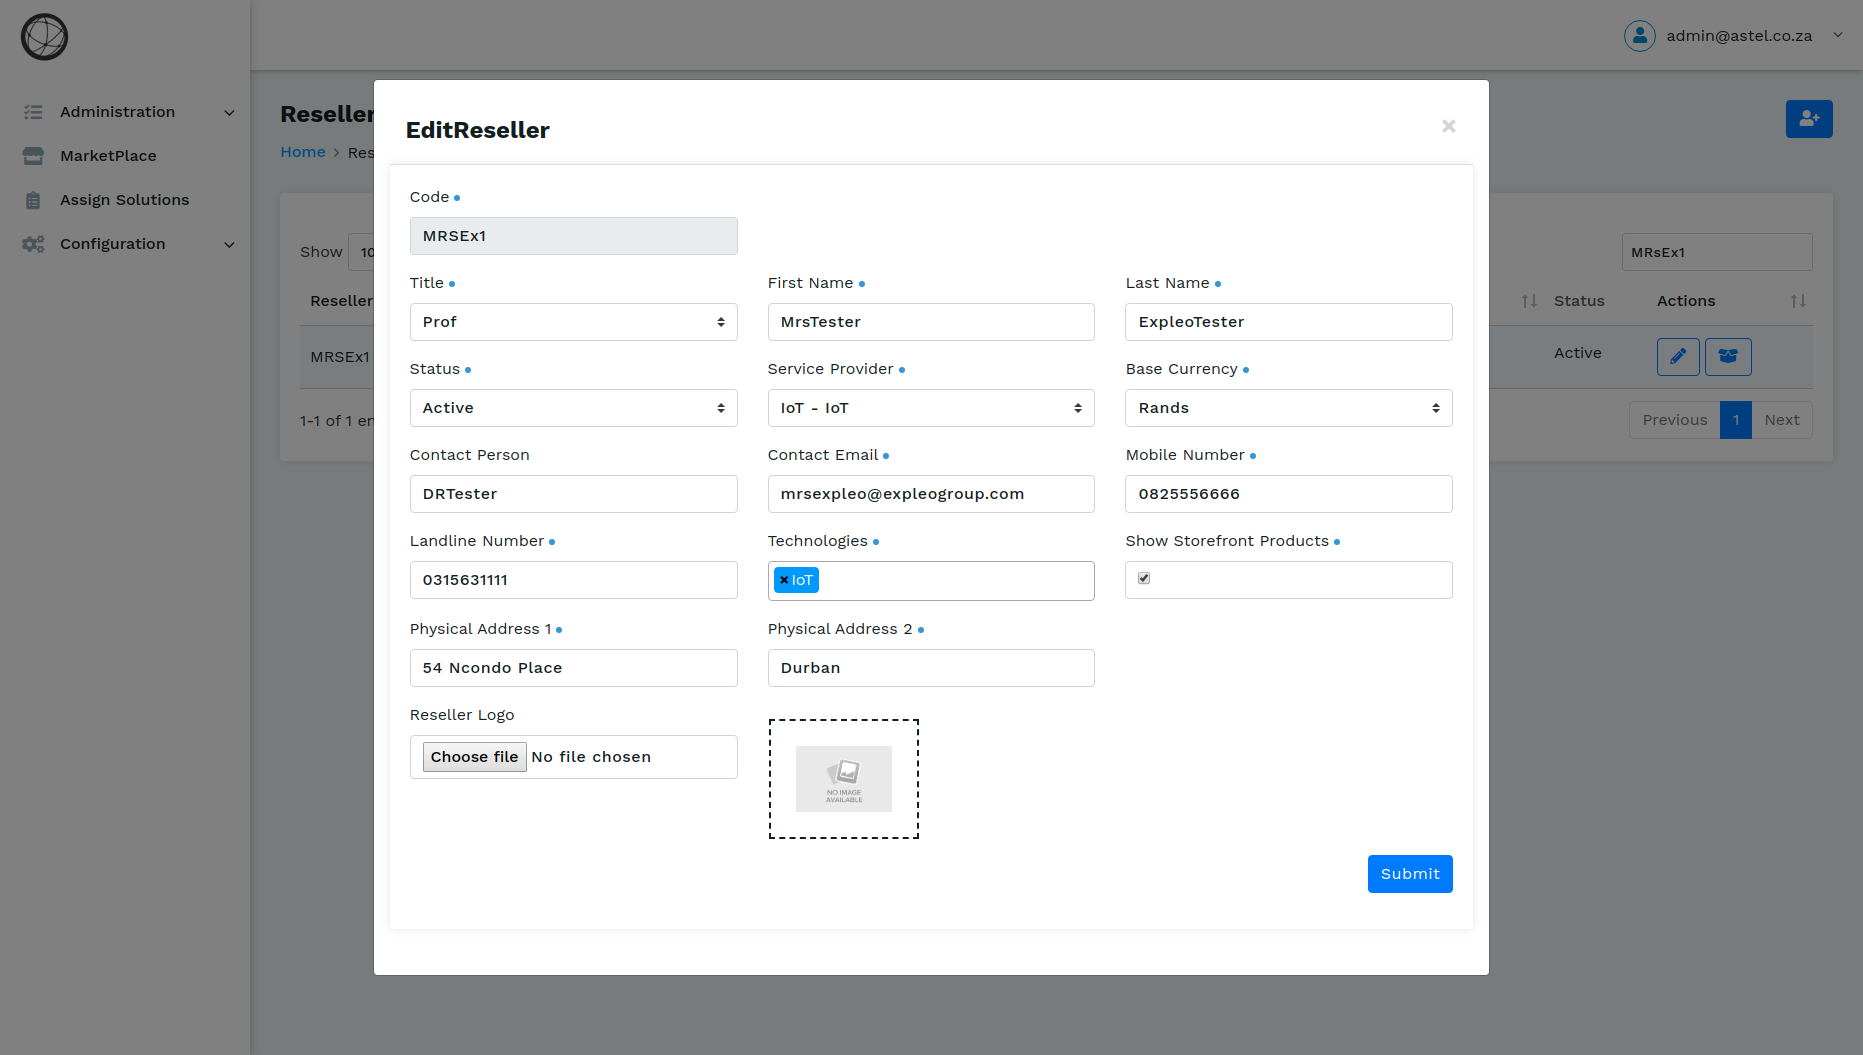 admin@astel.co.za
Administration
MarketPlace
Assign Solutions
Configuration
Reseller
Home > Res
Show 10
MRsEx1
Reseller
Status Actions
MRSEx1
Active
1-1 of 1 en
Previous 1 Next
EditReseller
×
Code
MRSEx1
Title First Name Last Name
Prof MrsTester ExpleoTester
Status Service Provider Base Currency
Active IoT - IoT Rands
Contact Person Contact Email Mobile Number
DRTester mrsexpleo@expleogroup.com 0825556666
Landline Number Technologies Show Storefront Products
0315631111 ×IoT
Physical Address 1 Physical Address 2
54 Ncondo Place Durban
Reseller Logo
Choose file No file chosen
NO IMAGE
AVAILABLE
Submit